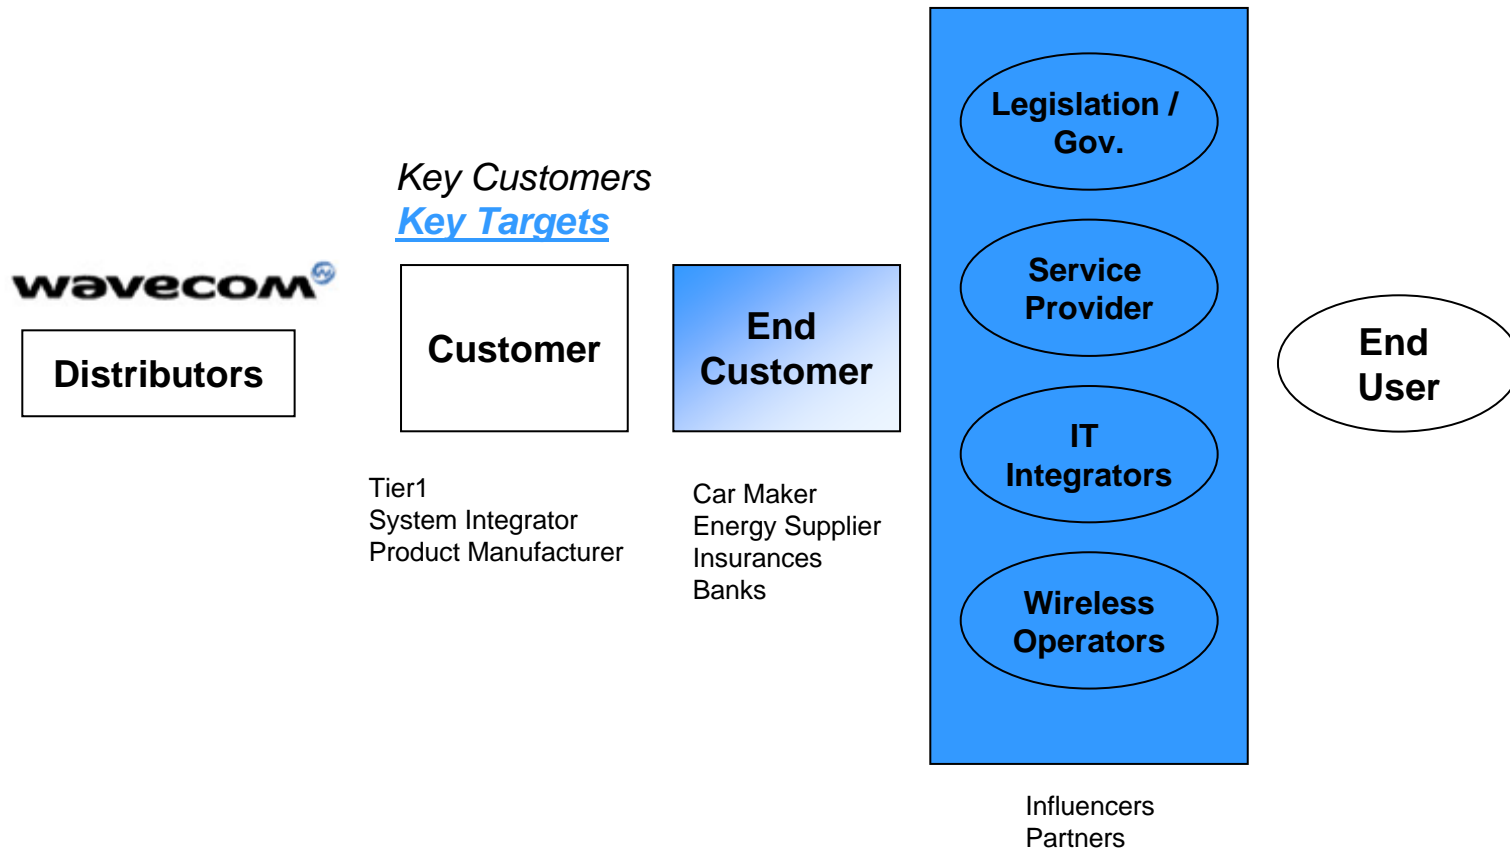 wavecom
Distributors
Key Customers
Key Targets
Customer
Tier1
System Integrator
Product Manufacturer
End
Customer
Car Maker
Energy Supplier
Insurances
Banks
Legislation /
Gov.
Service
Provider
IT
Integrators
Wireless
Operators
Influencers
Partners
End
User